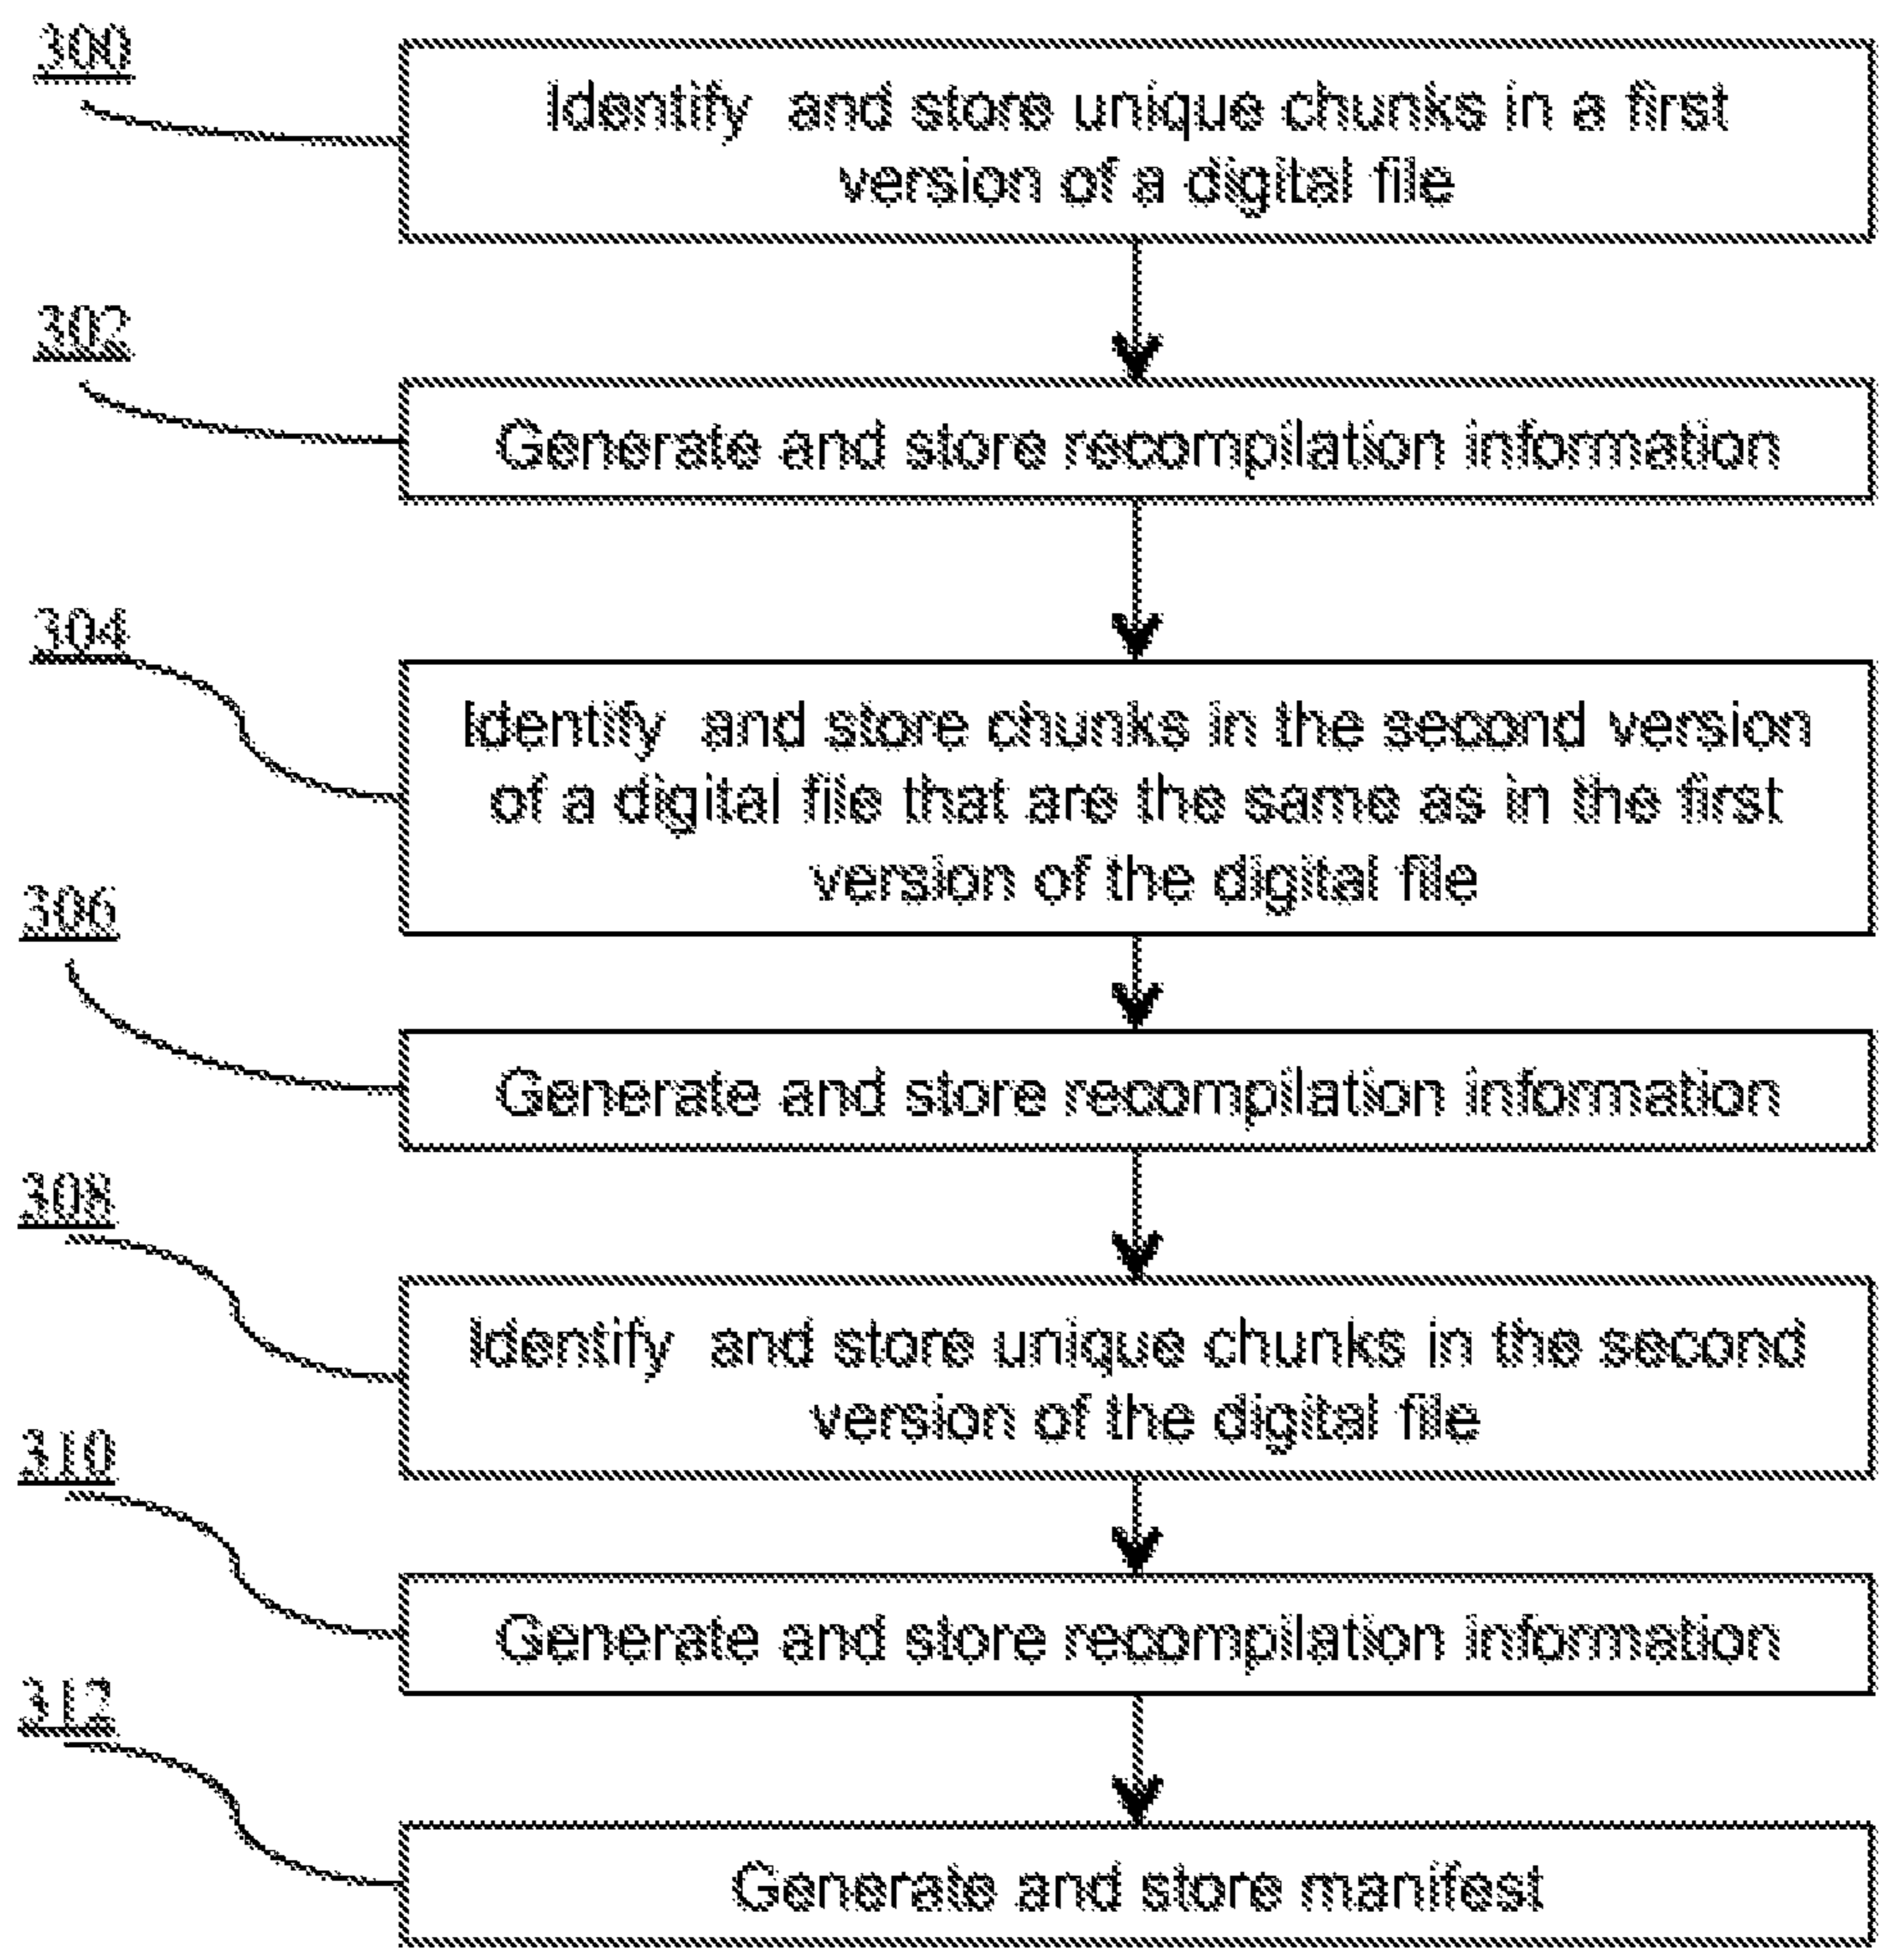 300
Identify and store unique chunks in a first
version of a digital file
302
Generate and store recompilation information
304
Identify and store chunks in the second version
of a digital file that are the same as in the first
version of the digital file
306
Generate and store recompilation information
308
Identify and store unique chunks in the second
version of the digital file
310
Generate and store recompilation information
312
Generate and store manifest